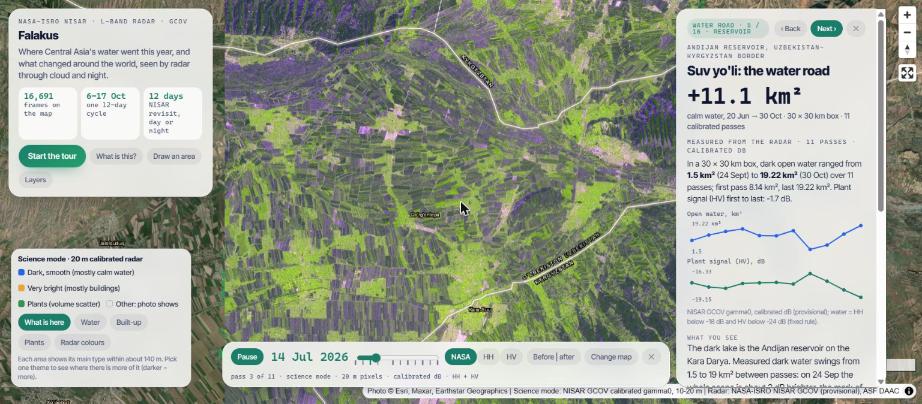 NASA-ISRO NISAR · L-BAND RADAR · GCOV
Falakus
Where Central Asia's water went this year, and
what changed around the world, seen by radar
through cloud and night.
16,691
frames on
the map
6–17 Oct
one 12-day
cycle
12 days
NISAR
revisit,
day or
night
Start the tour
What is this?
Draw an area
Layers
Science mode · 20 m calibrated radar
Dark, smooth (mostly calm water)
Very bright (mostly buildings)
Plants (volume scatter)
Other: photo shows
What is here
Water
Built-up
Plants
Radar colours
Each area shows its main type within about 140 m. Pick
one to see where there is more of it (darker –
more).
Pause
14 Jul 2026
NASA
HH
HV
Before | after
Change map
×
pass 3 of 11 · science mode · 20 m pixels · calibrated dB · HH + HV
WATER ROAD · 5 /
16 · RESERVOIR
‹ Back
Next ›
×
ANDIJAN RESERVOIR, UZBEKISTAN-
KYRGYZSTAN BORDER
Suv yo'li: the water road
+11.1 km²
calm water, 20 Jun → 30 Oct · 30 × 30 km box · 11
calibrated passes
MEASURED FROM THE RADAR · 11 PASSES ·
CALIBRATED DB
In a 30 × 30 km box, dark open water ranged from
1.5 km² (24 Sept) to 19.22 km² (30 Oct) over 11
passes; first pass 8.14 km², last 19.22 km². Plant
signal (HV) first to last: -1.7 dB.
Open water, km²
19.22 km²
1.5
Plant signal (HV), dB
-16.33
-19.15
NISAR GCOV gamma0, calibrated dB (provisional); water = HH
below -18 dB and HV below -24 dB (fixed rule).
WHAT YOU SEE
The dark lake is the Andijan reservoir on the
Kara Darya. Measured dark water swings from
1.5 to 19 km² between passes: on 24 Sep the
Photo © Esri, Maxar, Earthstar Geographics | Science mode: NISAR GCOV calibrated gamma0, 10-20 m | Radar: NASA-ISRO NISAR GCOV (provisional), ASF DAAC